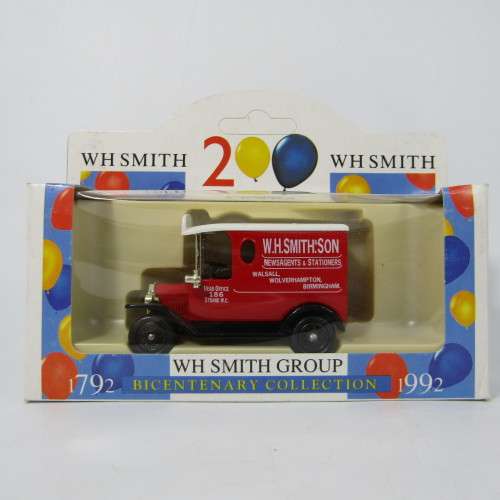 WH SMITH 200 WH SMITH
W.H.SMITH & SON
NEWSAGENTS & STATIONERS
WALSALL,
WOLVERHAMPTON,
BIRMINGHAM.
HEAD OFFICE
186
STRAND W.C.
WH SMITH GROUP
1792 BICENTENARY COLLECTION 1992